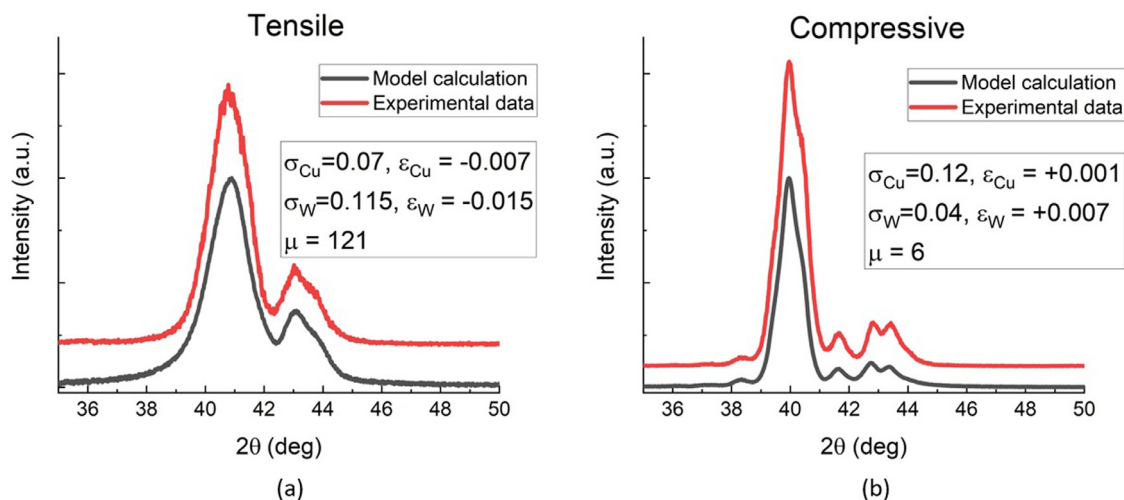 Tensile
Intensity (a.u.)
Model calculation
Experimental data
σCu=0.07, εCu = -0.007
σW=0.115, εW = -0.015
μ = 121
36 38 40 42 44 46 48 50
2θ (deg)
(a)
Compressive
Intensity (a.u.)
Model calculation
Experimental data
σCu=0.12, εCu = +0.001
σW=0.04, εW = +0.007
μ = 6
36 38 40 42 44 46 48 50
2θ (deg)
(b)